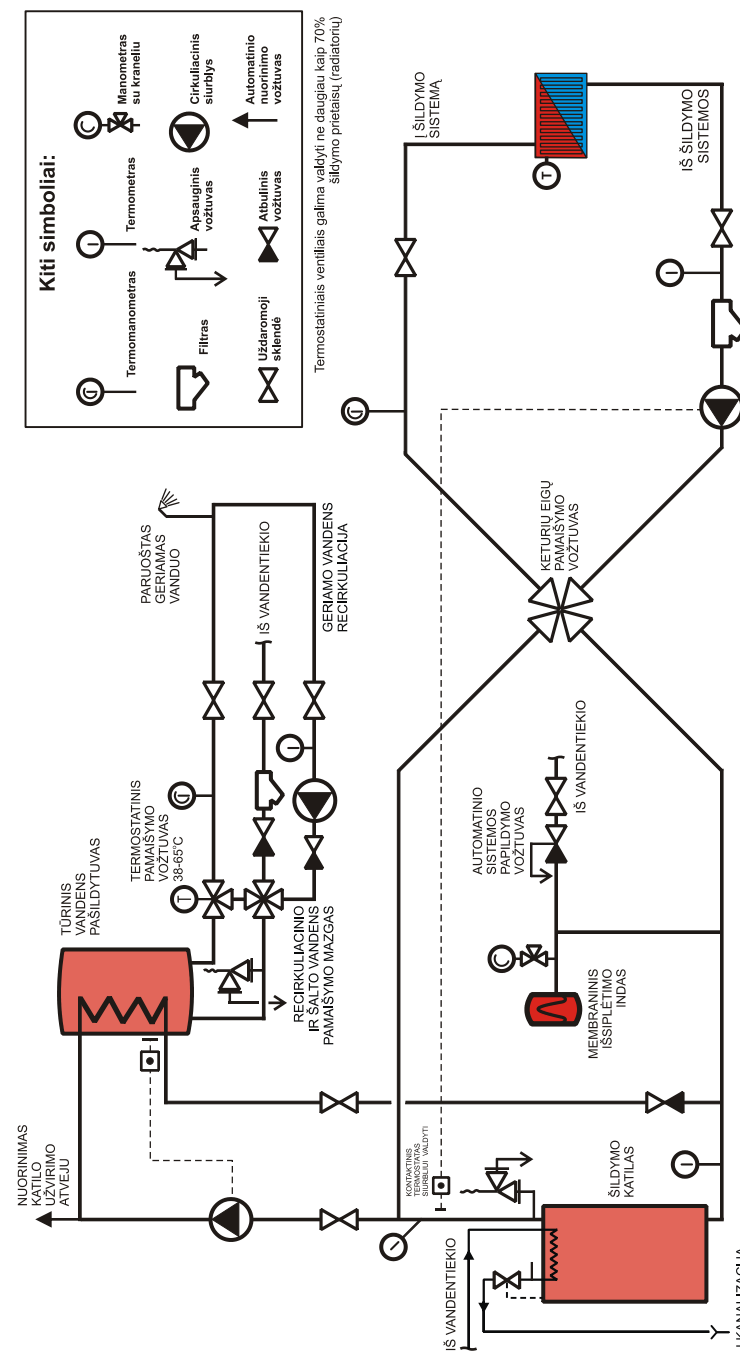 Kiti simboliai:
Termomanometras
Termometras
Manometras
su kraneliu
Filtras
Apsauginis
vožtuvas
Cirkuliacinis
siurblys
Uždaromoji
sklendė
Atbulinis
vožtuvas
Automatinio
nuorinimo
vožtuvas
Termostatiniais ventiliais galima valdyti ne daugiau kaip 70%
šildymo prietaisų (radiatorių)
NUORINIMAS
KATILO
UŽVIRIMO
ATVEJU
TŪRINIS
VANDENS
PAŠILDYTUVAS
TERMOSTATINIS
PAMAIŠYMO
VOŽTUVAS
38-65°C
T
PARUOŠTAS
GERIAMAS
VANDUO
IŠ VANDENTIEKIO
GERIAMO VANDENS
RECIRKULIACIJA
RECIRKULIACINIO
IR ŠALTO VANDENS
PAMAIŠYMO MAZGAS
Į ŠILDYMO
SISTEMĄ
T
IŠ ŠILDYMO
SISTEMOS
KETURIŲ EIGŲ
PAMAIŠYMO
VOŽTUVAS
AUTOMATINIO
SISTEMOS
PAPILDYMO
VOŽTUVAS
IŠ VANDENTIEKIO
MEMBRANINIS
IŠSIPLĖTIMO
INDAS
KONTAKTINIS
TERMOSTATAS
SIURBLIUI VALDYTI
ŠILDYMO
KATILAS
IŠ VANDENTIEKIO